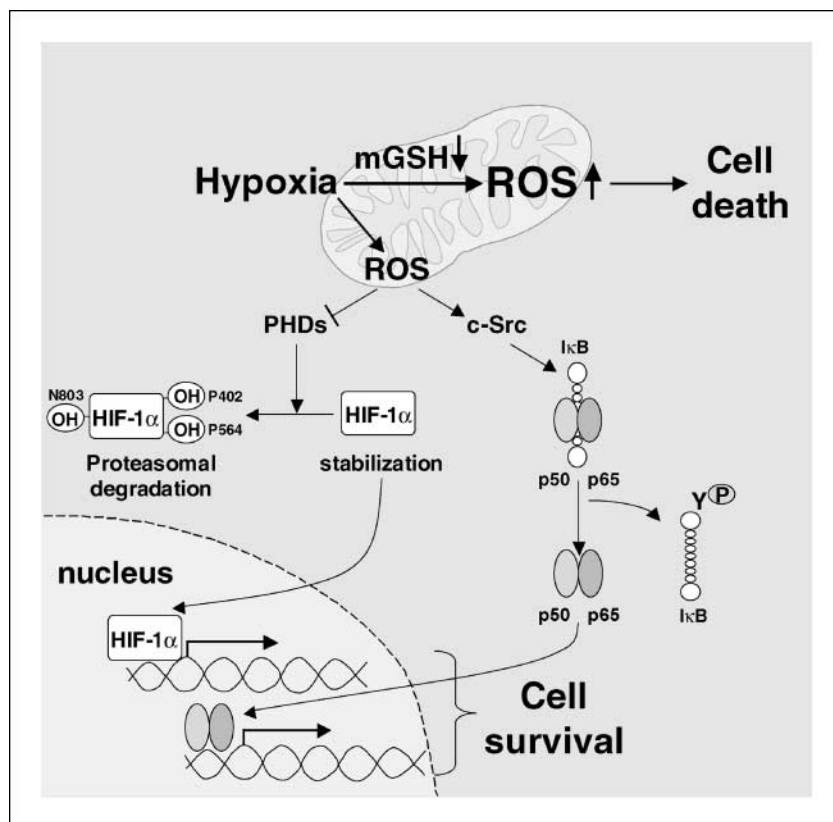 mGSH
Hypoxia
ROS
Cell
death
ROS
PHDs
c-Src
IκB
N803
OH
HIF-1α
OH
P402
OH
P564
HIF-1α
Proteasomal
degradation
stabilization
p50 p65
Y
P
IκB
nucleus
HIF-1α
p50 p65
Cell
survival